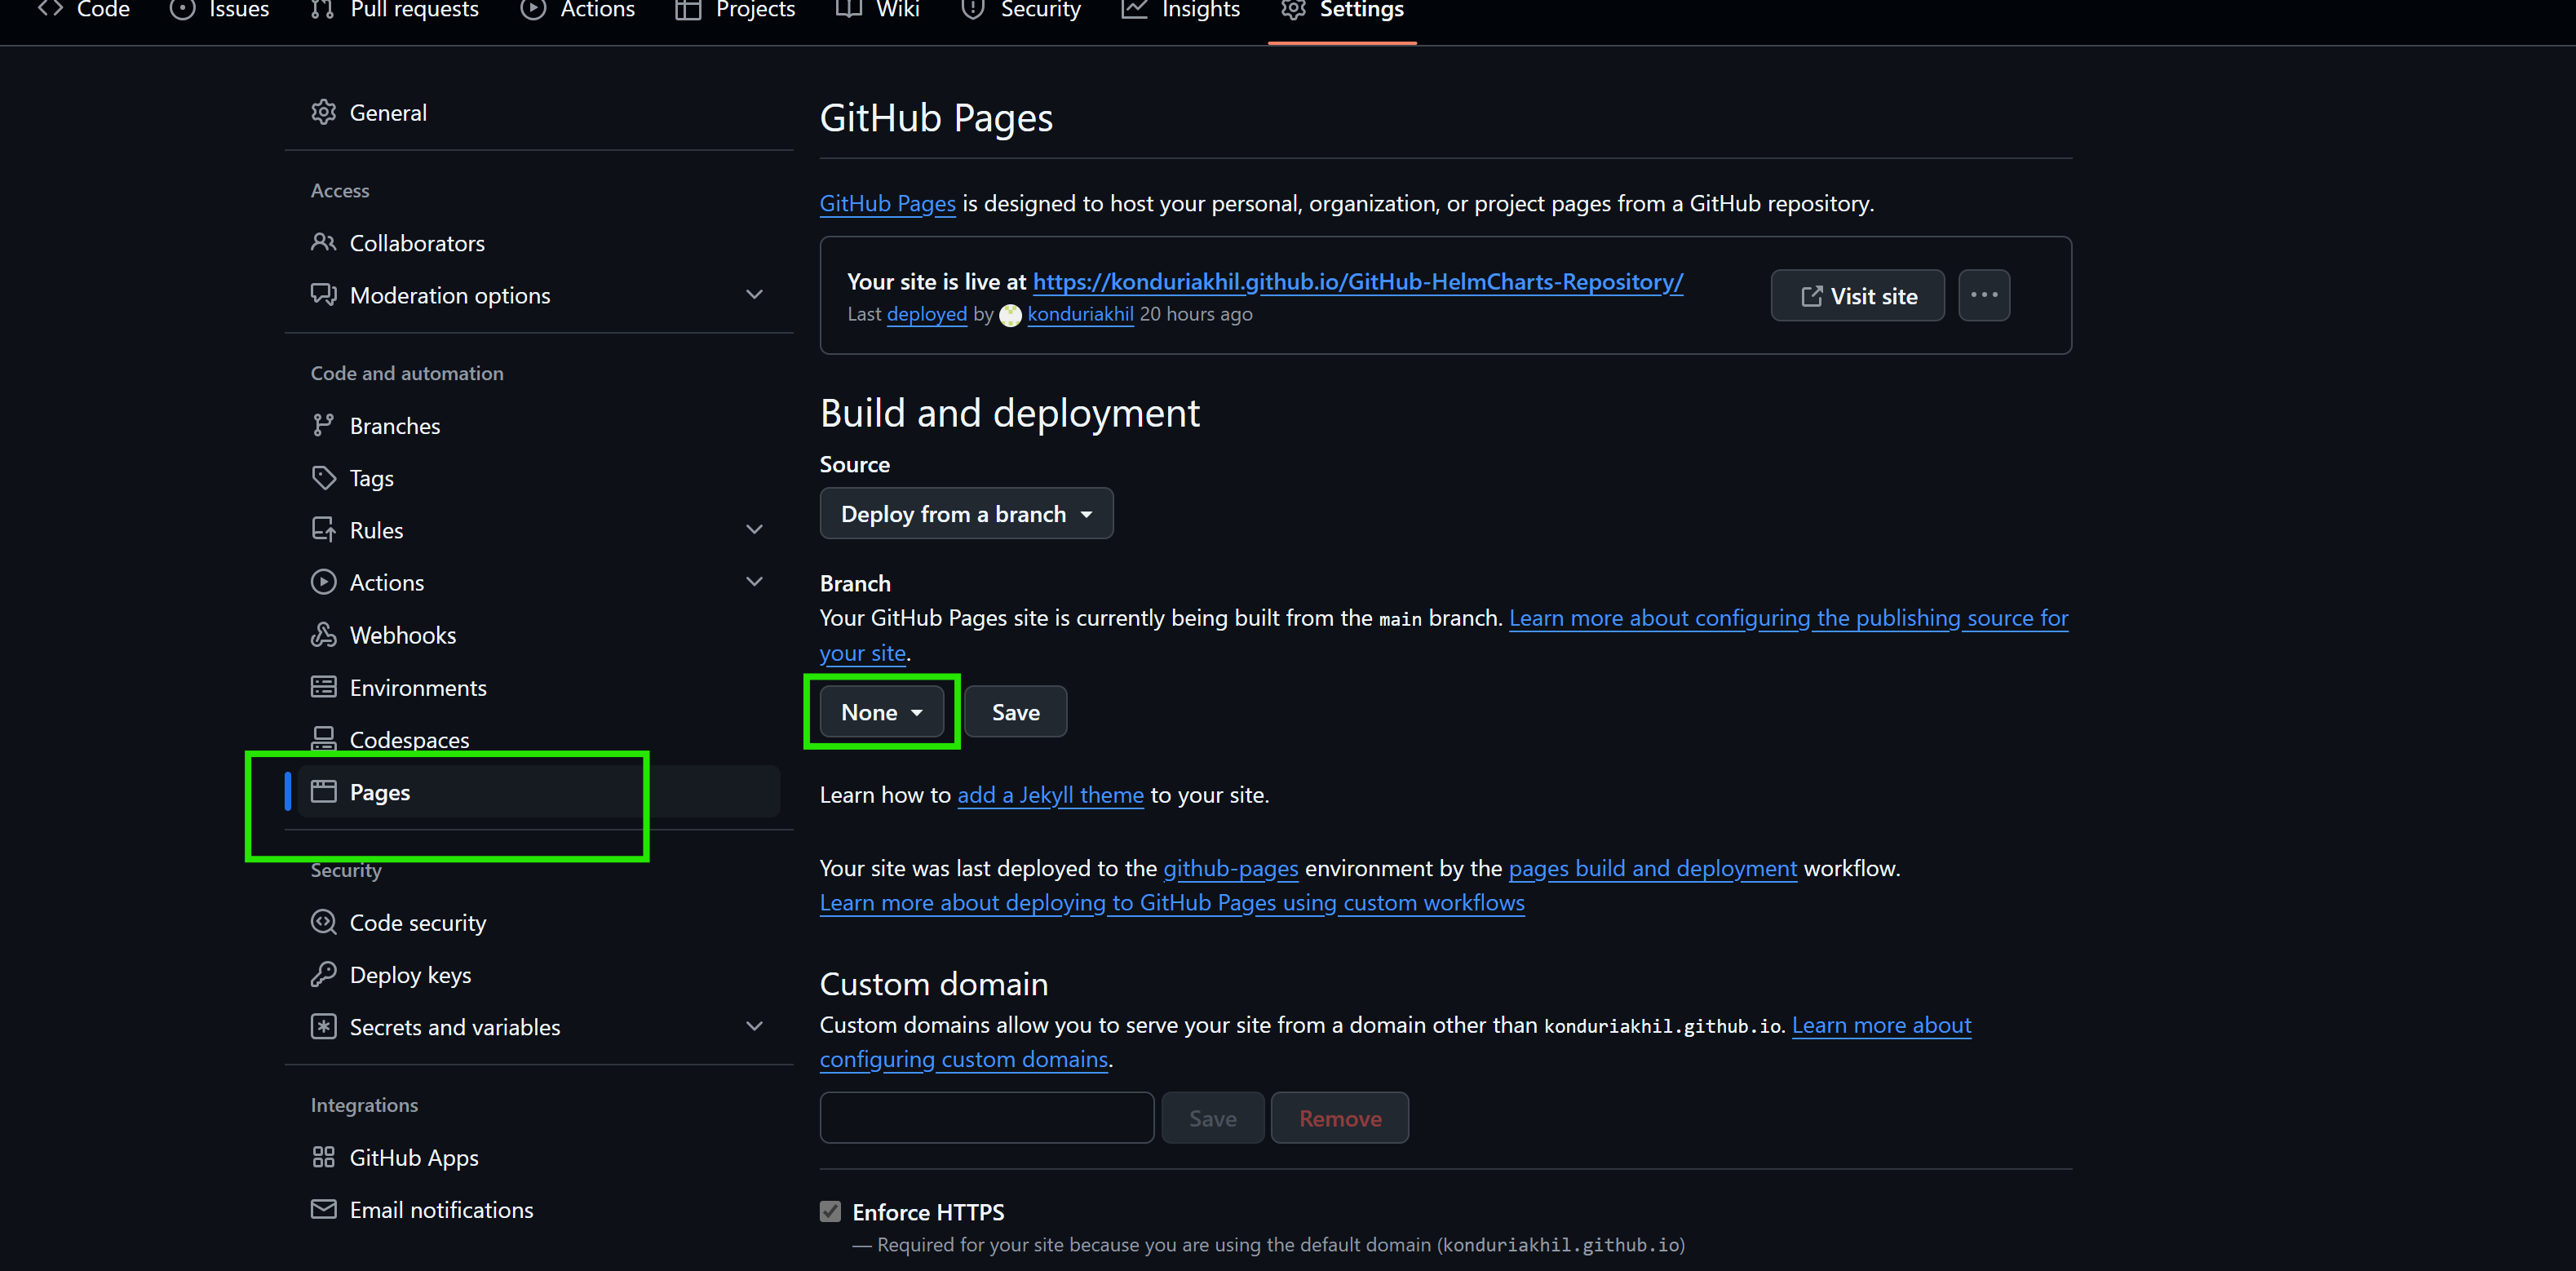 Code Issues Pull requests Actions Projects Wiki Security Insights Settings
General
Access
Collaborators
Moderation options
Code and automation
Branches
Tags
Rules
Actions
Webhooks
Environments
Codespaces
Pages
Security
Code security
Deploy keys
Secrets and variables
Integrations
GitHub Apps
Email notifications
GitHub Pages
GitHub Pages is designed to host your personal, organization, or project pages from a GitHub repository.
Your site is live at https://konduriakhil.github.io/GitHub-HelmCharts-Repository/
Last deployed by konduriakhil 20 hours ago
Visit site
Build and deployment
Source
Deploy from a branch
Branch
Your GitHub Pages site is currently being built from the main branch. Learn more about configuring the publishing source for
your site.
None Save
Learn how to add a Jekyll theme to your site.
Your site was last deployed to the github-pages environment by the pages build and deployment workflow.
Learn more about deploying to GitHub Pages using custom workflows
Custom domain
Custom domains allow you to serve your site from a domain other than konduriakhil.github.io. Learn more about
configuring custom domains.
Save Remove
Enforce HTTPS
— Required for your site because you are using the default domain (konduriakhil.github.io)